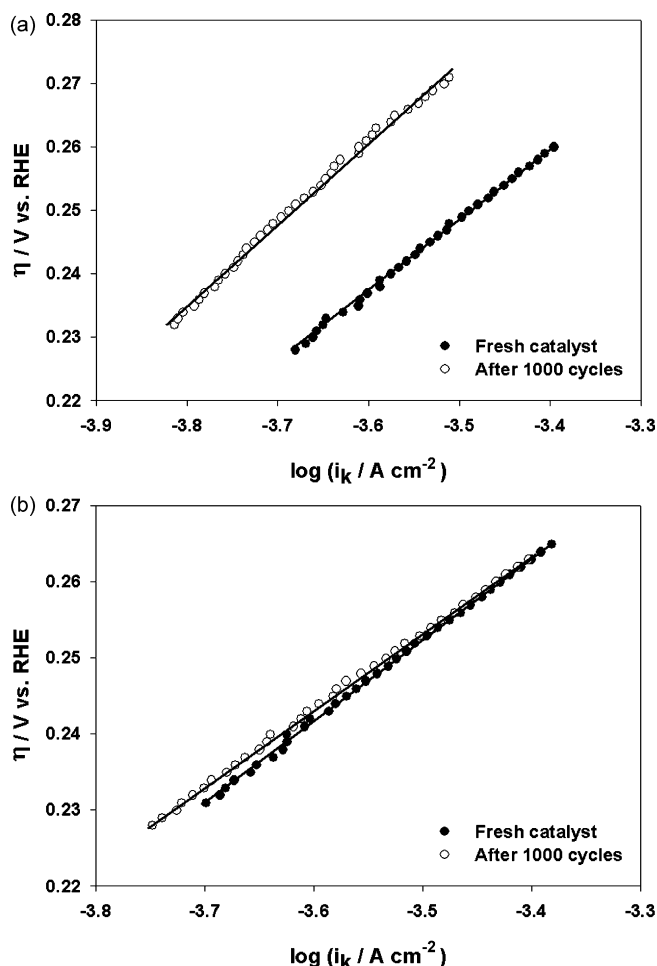 (a)
0.28
0.27
0.26
0.25
0.24
0.23
0.22
η / V vs. RHE
Fresh catalyst
After 1000 cycles
-3.9 -3.8 -3.7 -3.6 -3.5 -3.4 -3.3
log (ik / A cm-2)
(b)
0.27
0.26
0.25
0.24
0.23
0.22
η / V vs. RHE
Fresh catalyst
After 1000 cycles
-3.8 -3.7 -3.6 -3.5 -3.4 -3.3
log (ik / A cm-2)